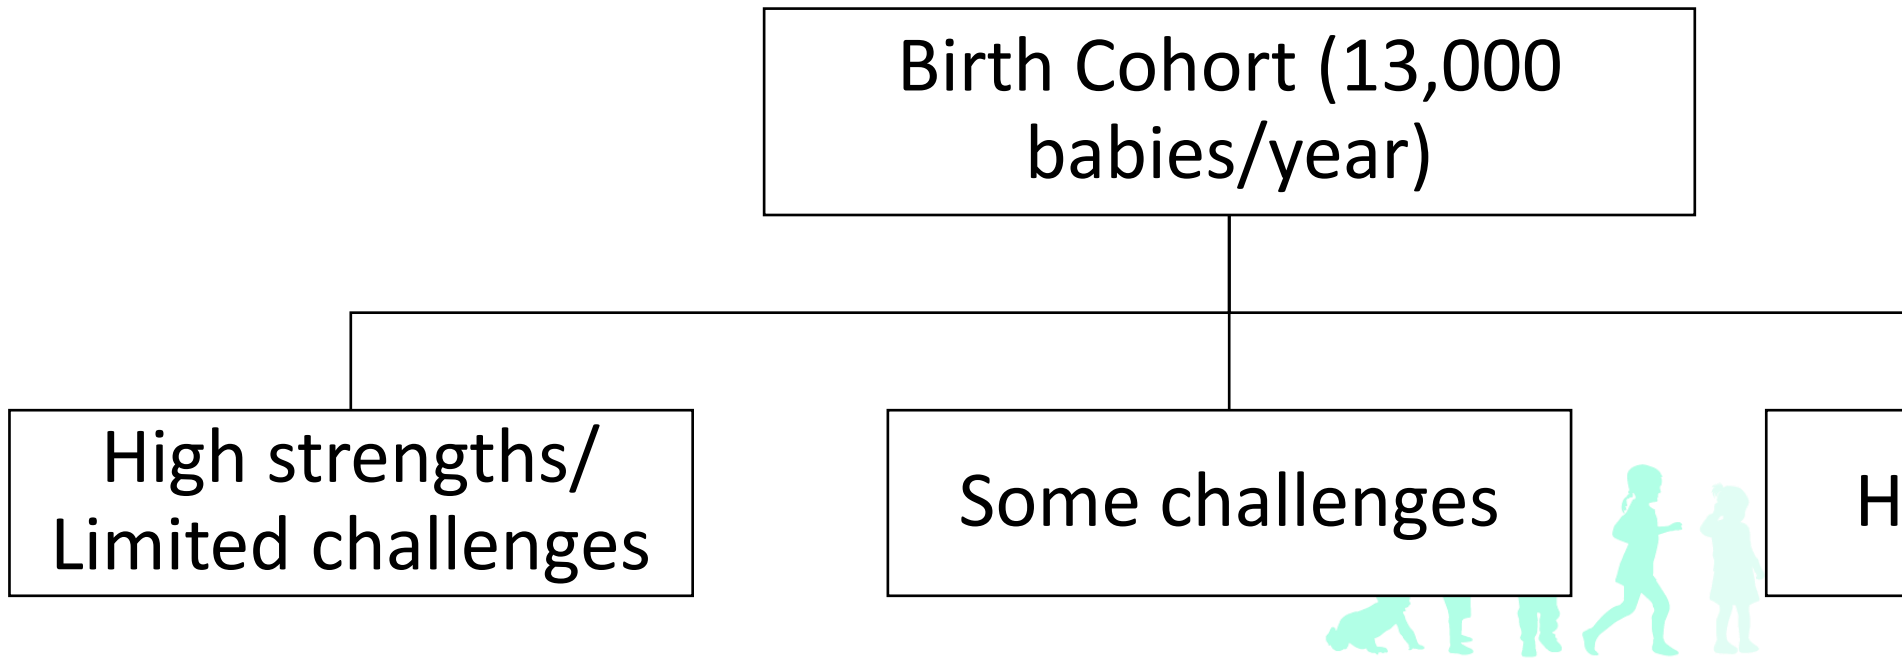 Birth Cohort (13,000
babies/year)
High strengths/
Limited challenges
Some challenges
H